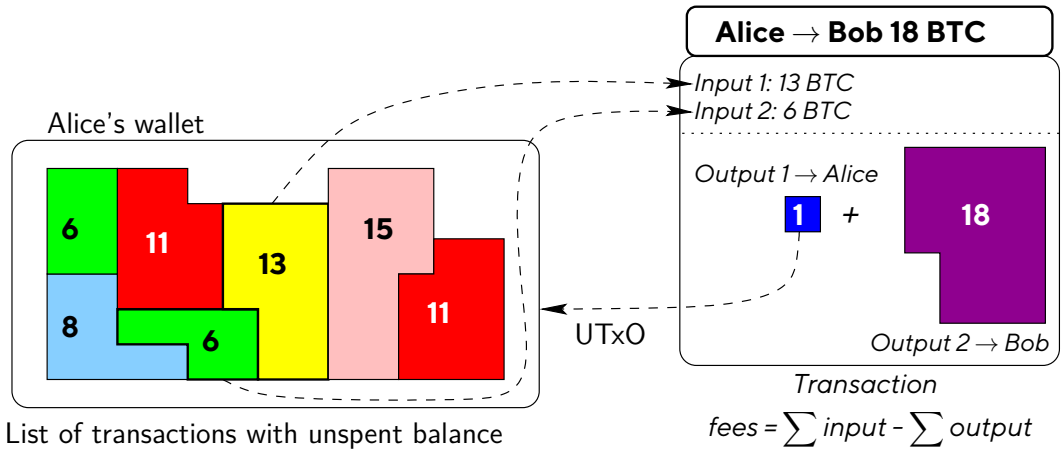 Alice → Bob 18 BTC
Input 1: 13 BTC
Input 2: 6 BTC
Alice's wallet
Output 1 → Alice
6
11
13
15
1
+
18
8
6
11
UTxO
Output 2 → Bob
Transaction
List of transactions with unspent balance
fees = ∑ input - ∑ output